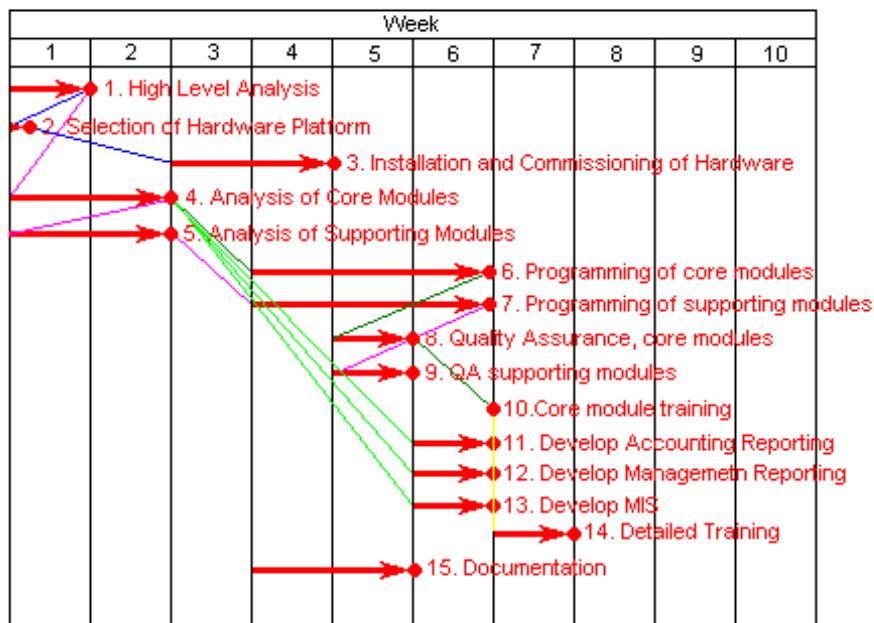 Week
1 2 3 4 5 6 7 8 9 10
1. High Level Analysis
2. Selection of Hardware Platform
3. Installation and Commissioning of Hardware
4. Analysis of Core Modules
5. Analysis of Supporting Modules
6. Programming of core modules
7. Programming of supporting modules
8. Quality Assurance, core modules
9. QA supporting modules
10.Core module training
11. Develop Accounting Reporting
12. Develop Managemetn Reporting
13. Develop MIS
14. Detailed Training
15. Documentation